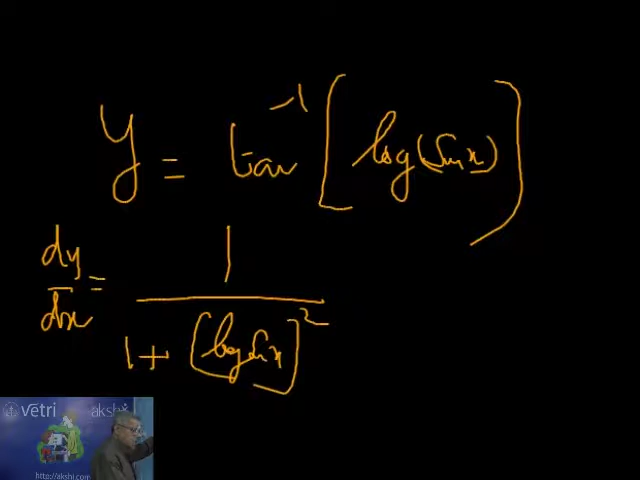 y = tan⁻¹ [log(sin x)]
dy/dx = 1 / 1 + [log sin x]²
vetri akshi
http://akshi.com